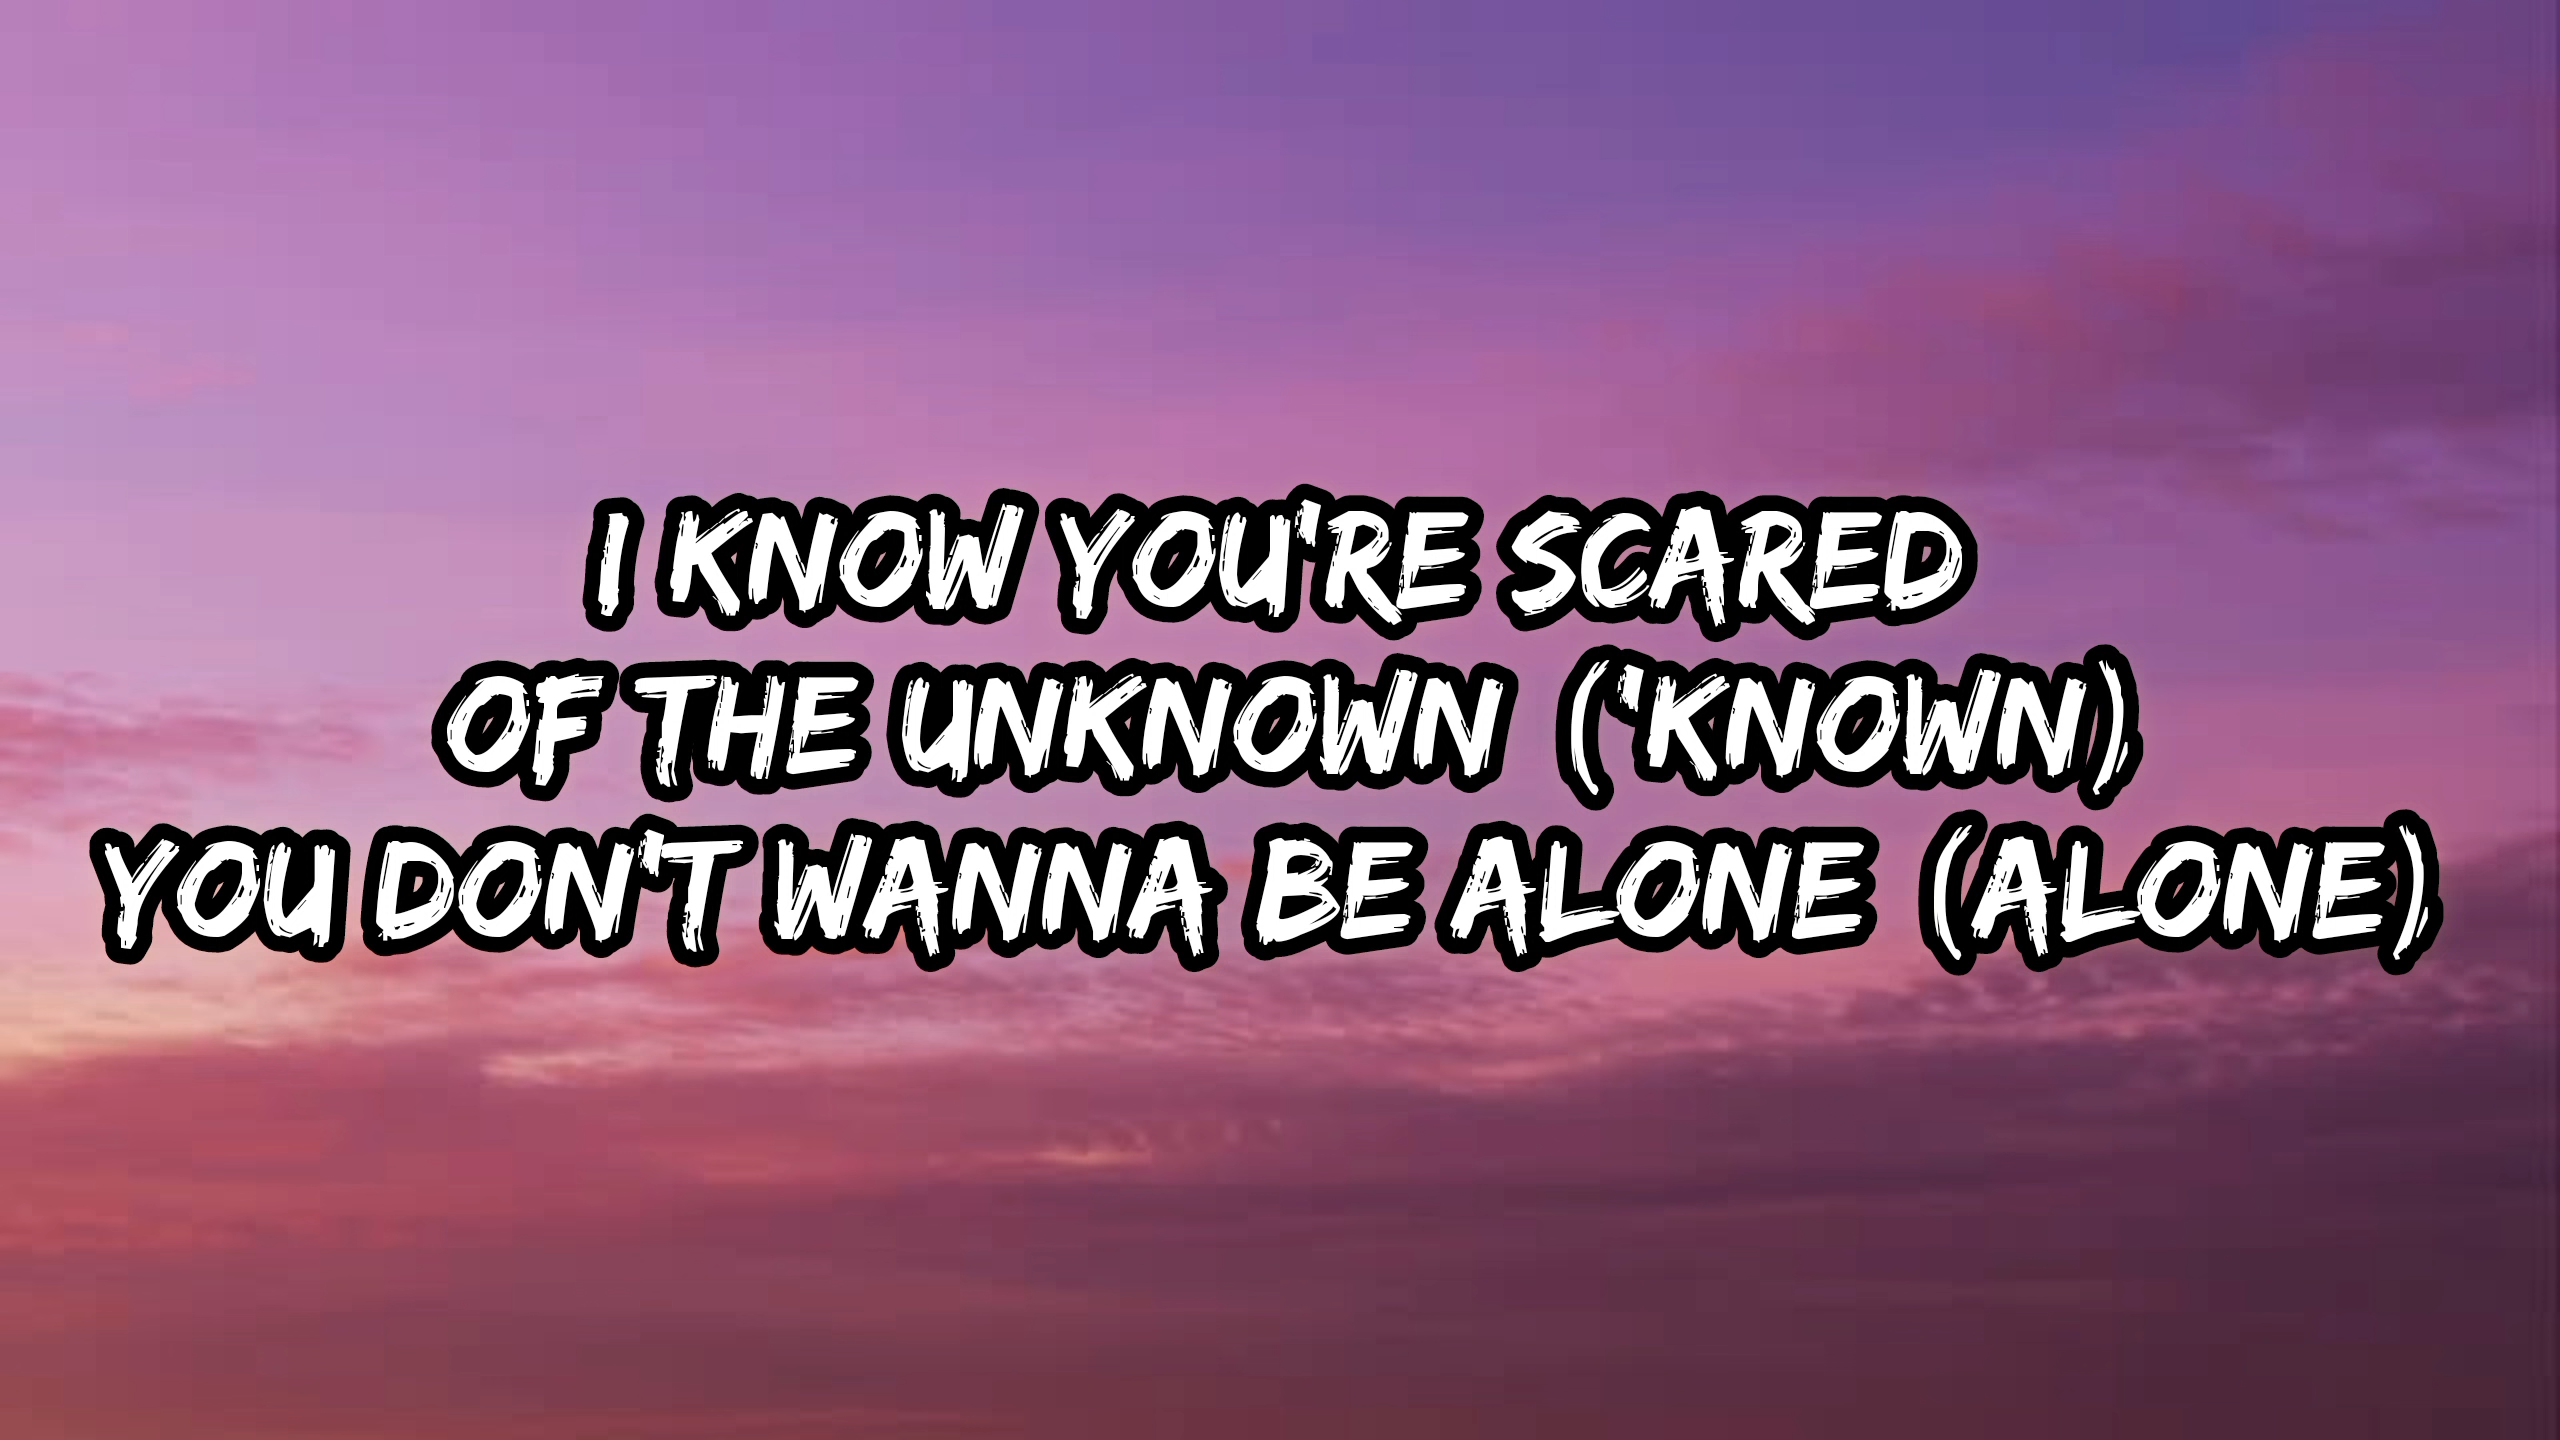 I KNOW YOU'RE SCARED
OF THE UNKNOWN ('KNOWN)
YOU DON'T WANNA BE ALONE (ALONE)